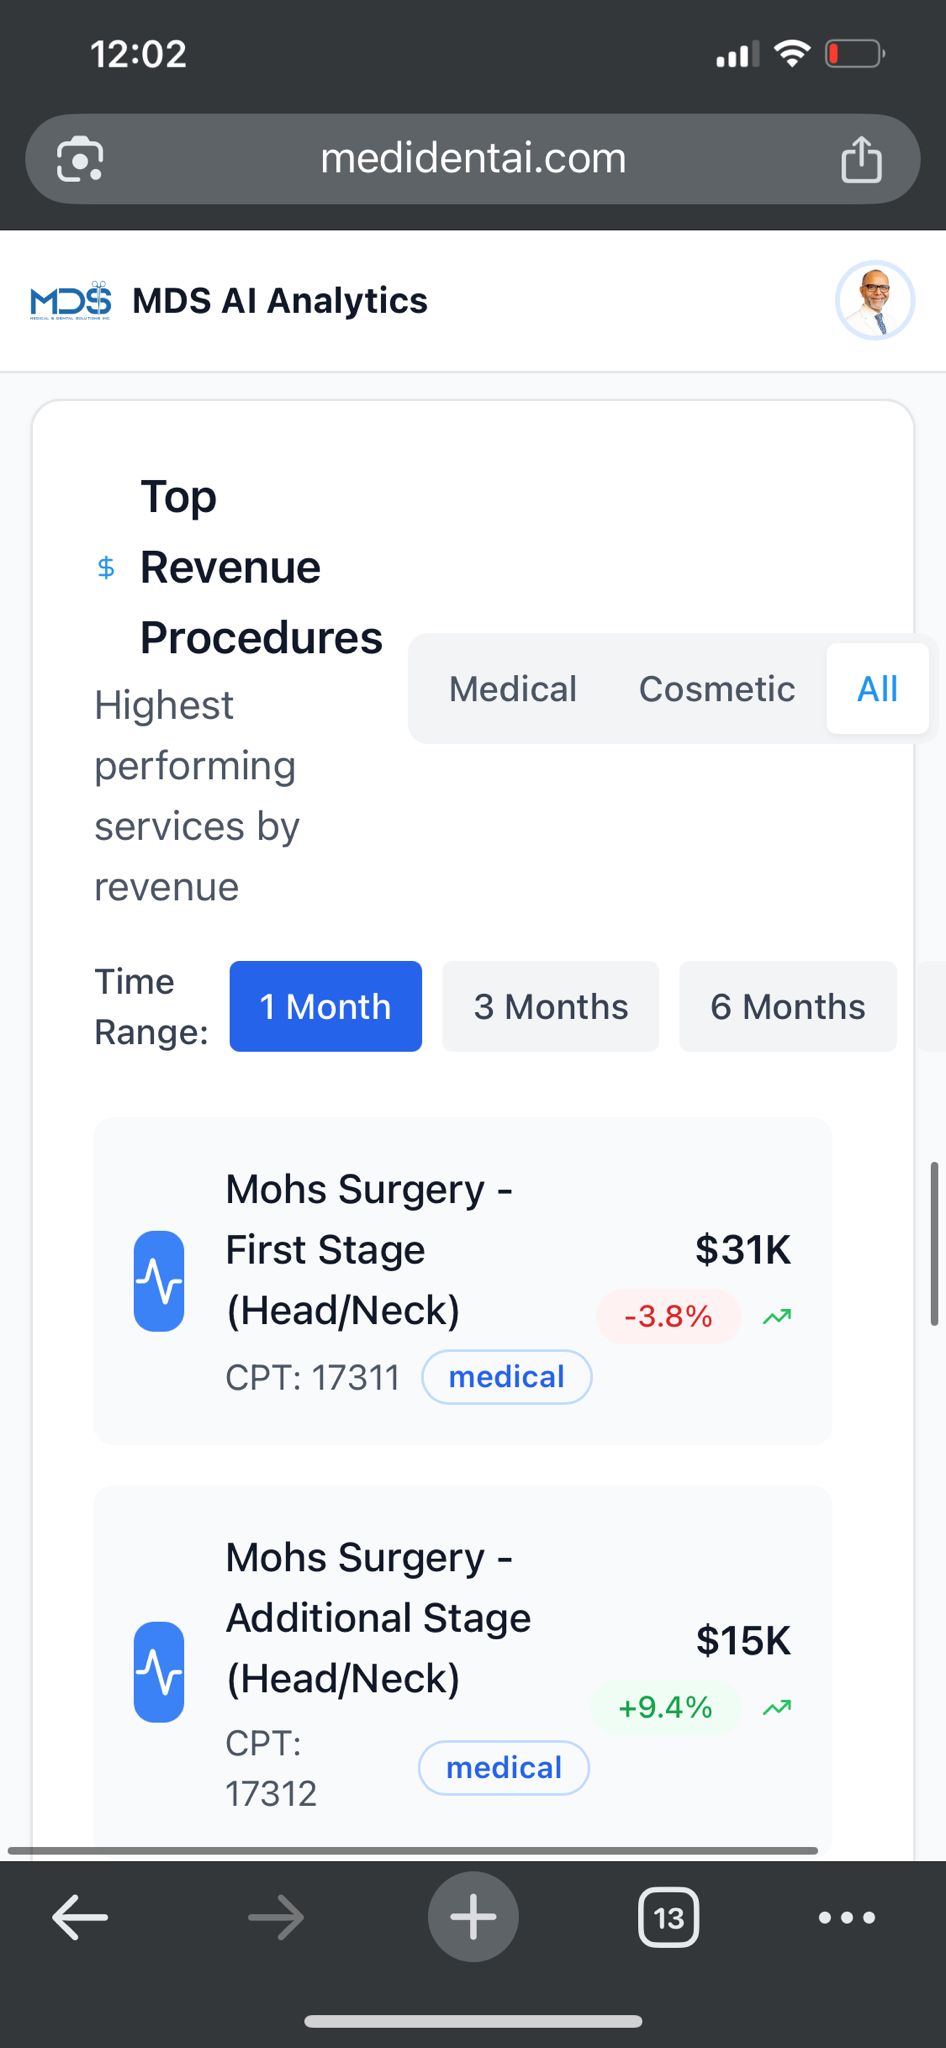 12:02
medidentai.com
MDS
MEDICAL & DENTAL SOLUTIONS INC
MDS AI Analytics
Top
$ Revenue
Procedures
Medical Cosmetic All
Highest
performing
services by
revenue
Time
Range:
1 Month 3 Months 6 Months
Mohs Surgery -
First Stage
(Head/Neck)
$31K
-3.8%
CPT: 17311 medical
Mohs Surgery -
Additional Stage
(Head/Neck)
$15K
+9.4%
CPT:
17312
medical
13